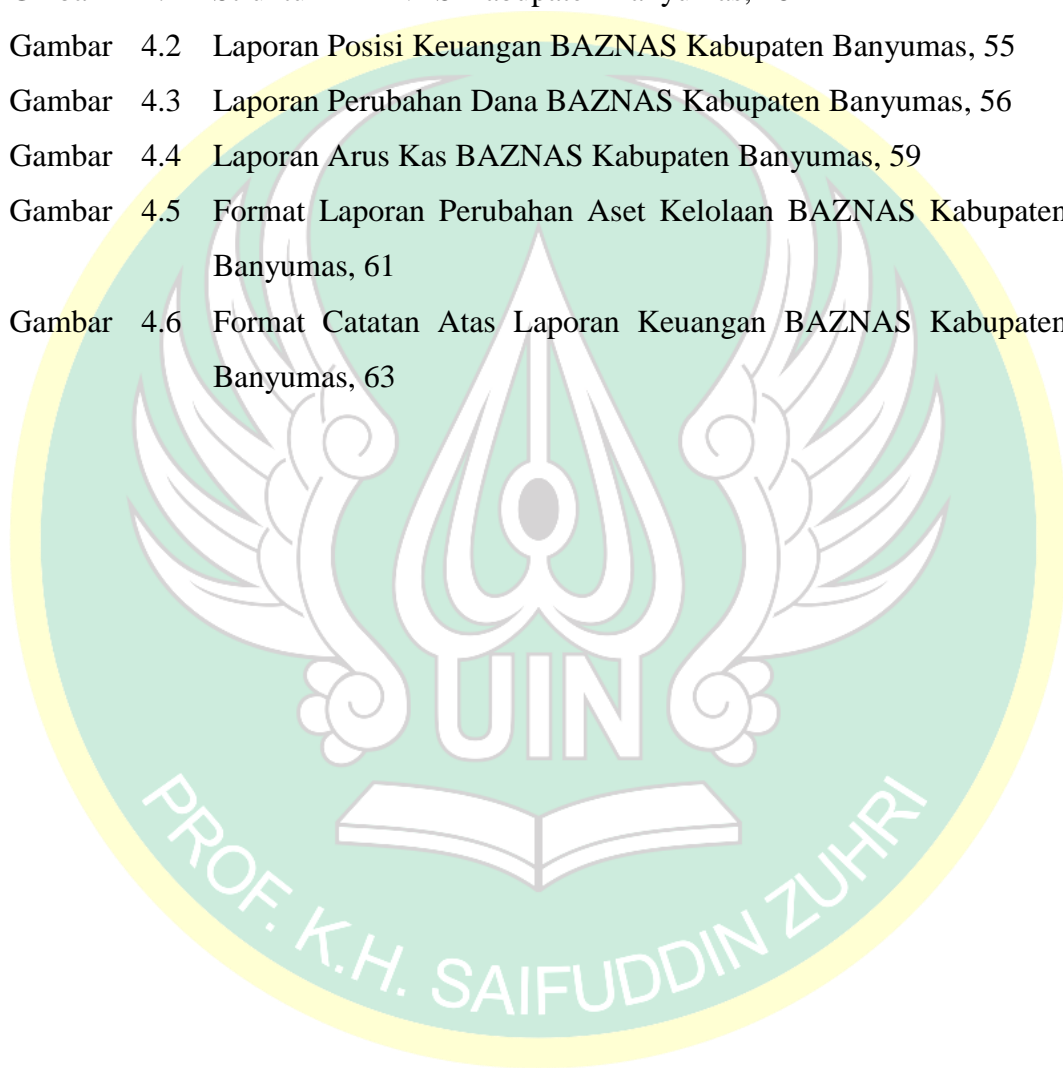 Gambar 4.2 Laporan Posisi Keuangan BAZNAS Kabupaten Banyumas, 55
Gambar 4.3 Laporan Perubahan Dana BAZNAS Kabupaten Banyumas, 56
Gambar 4.4 Laporan Arus Kas BAZNAS Kabupaten Banyumas, 59
Gambar 4.5 Format Laporan Perubahan Aset Kelolaan BAZNAS Kabupaten
Banyumas, 61
Gambar 4.6 Format Catatan Atas Laporan Keuangan BAZNAS Kabupaten
Banyumas, 63
UIN
PROF. K.H. SAIFUDDIN ZUHRI